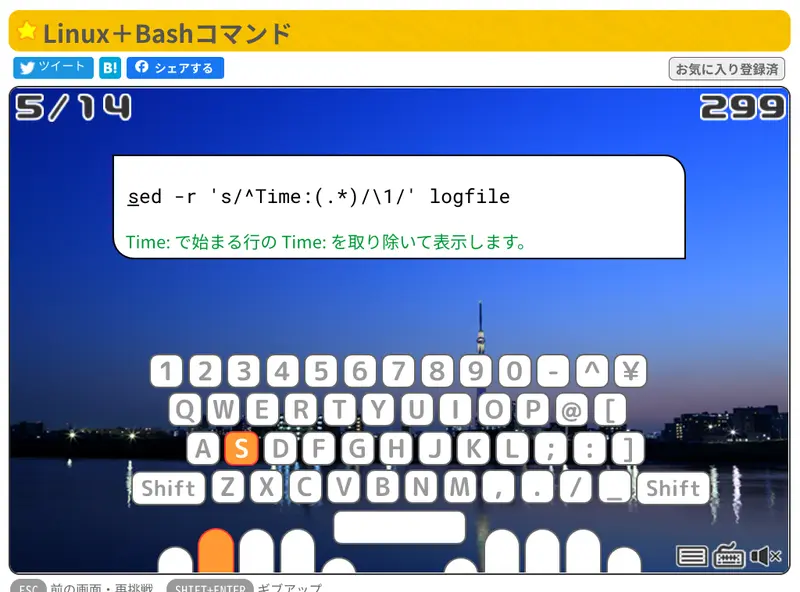 Linux＋Bashコマンド
ツイート B! シェアする お気に入り登録済
5/14 299
sed -r 's/^Time:(.*)/\1/' logfile
Time: で始まる行の Time: を取り除いて表示します。
1 2 3 4 5 6 7 8 9 0 - ^ ¥
Q W E R T Y U I O P @ [
A S D F G H J K L ; : ]
Shift Z X C V B N M , . / _ Shift
ESC 前の画面・再挑戦 SHIFT+ENTER ギブアップ